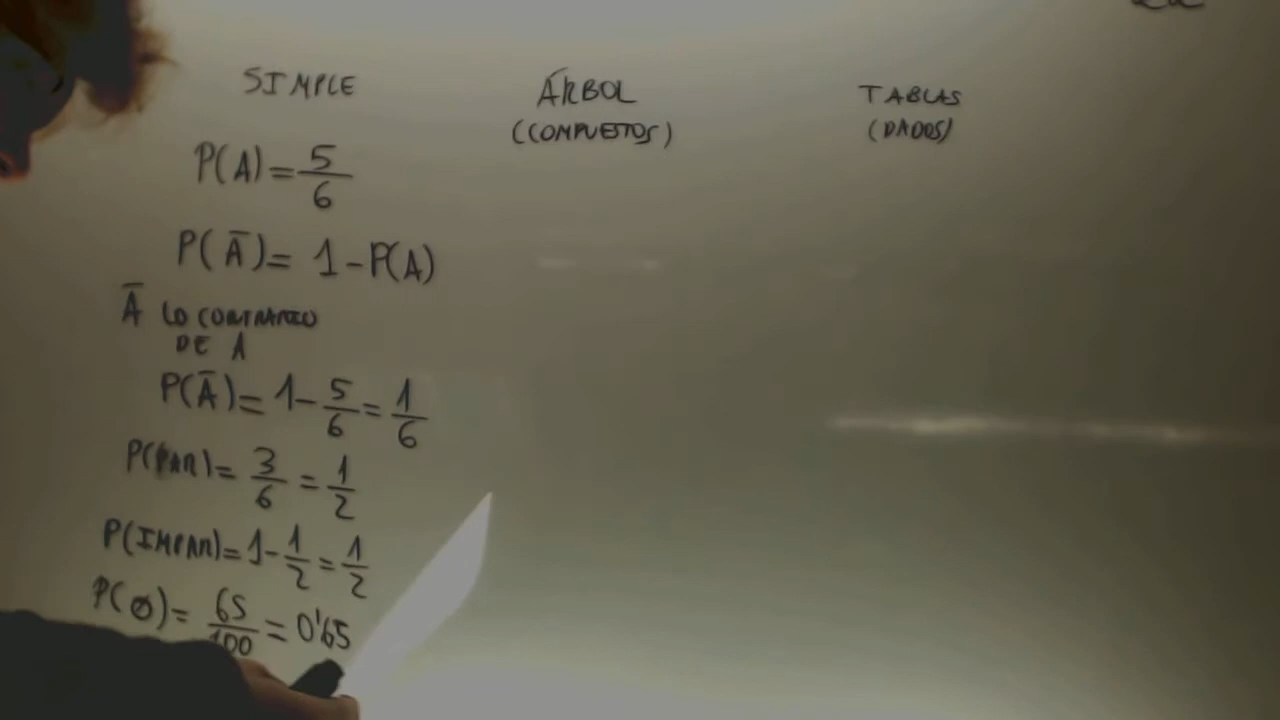 SIMPLE
ÁRBOL
(COMPUESTOS)
TABLAS
(DADOS)
P(A)=5/6
P(Ā)= 1-P(A)
Ā LO CONTRARIO
DE A
P(Ā)=1-5/6=1/6
P(PAR)=3/6=1/2
P(IMPAR)=1-1/2=1/2
P(∅)=65/100=0'65